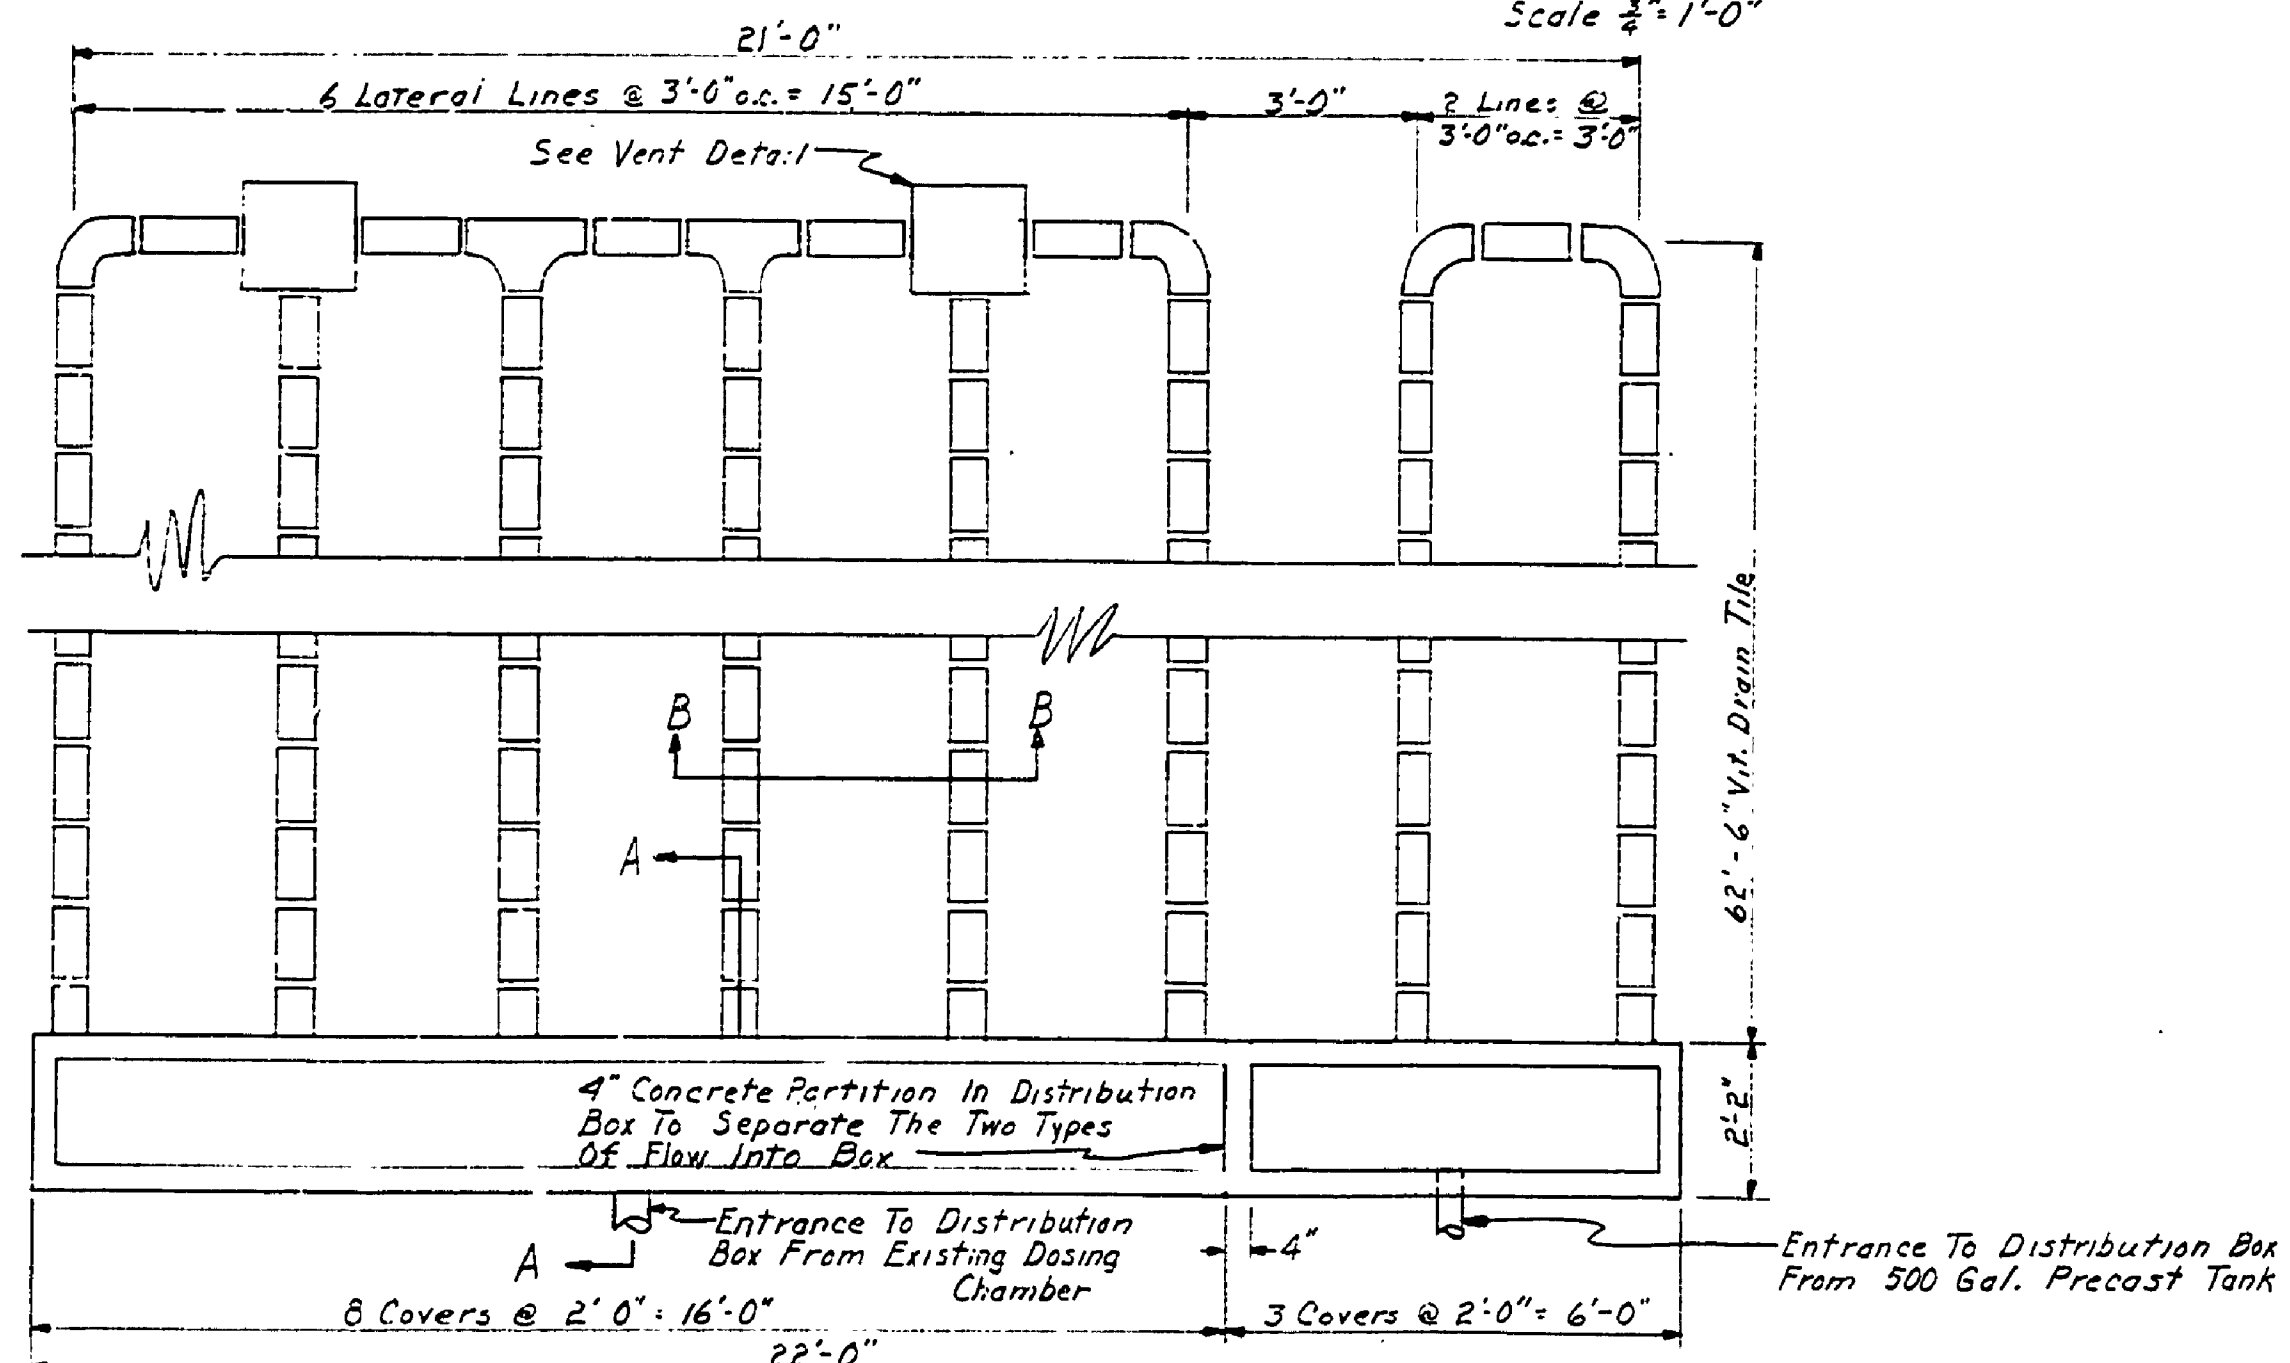 Scale 3/4" = 1'-0"
21'-0"
6 Lateral Lines @ 3'-0" o.c. = 15'-0"
3'-0"
2 Lines @
3'-0" o.c. = 3'-0"
See Vent Detail
62'-6" Vit. Drain Tile
B
B
A
4" Concrete Partition In Distribution
Box To Separate The Two Types
Of Flow Into Box
2'-2"
Entrance To Distribution
Box From Existing Dosing
Chamber
A
4"
Entrance To Distribution Box
From 500 Gal. Precast Tank
8 Covers @ 2'-0" = 16'-0"
3 Covers @ 2'-0" = 6'-0"
22'-0"